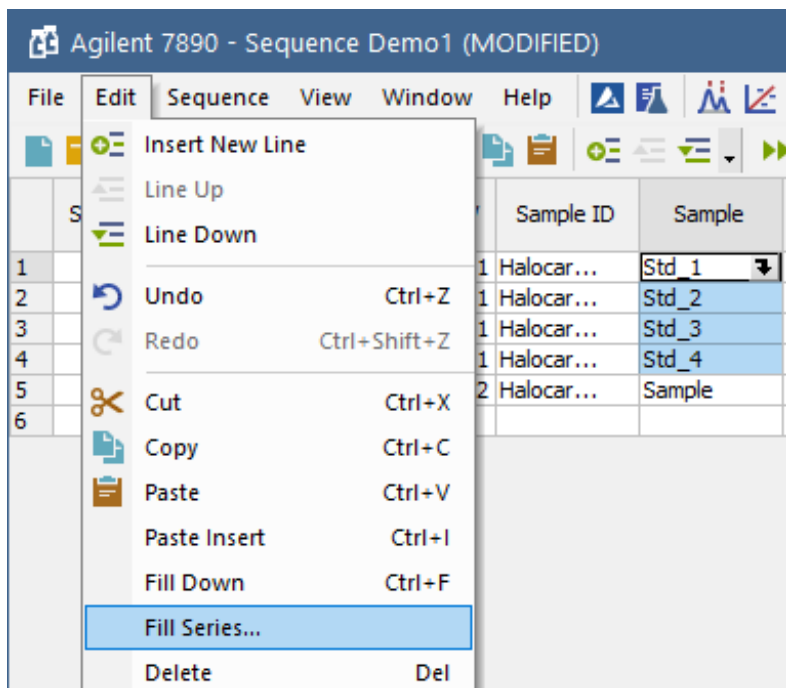 Agilent 7890 - Sequence Demo1 (MODIFIED)
File Edit Sequence View Window Help
Insert New Line
Line Up
Line Down
Undo Ctrl+Z
Redo Ctrl+Shift+Z
Cut Ctrl+X
Copy Ctrl+C
Paste Ctrl+V
Paste Insert Ctrl+I
Fill Down Ctrl+F
Fill Series...
Delete Del
S Sample ID Sample
1 1 Halocar... Std_1
2 1 Halocar... Std_2
3 1 Halocar... Std_3
4 1 Halocar... Std_4
5 2 Halocar... Sample
6